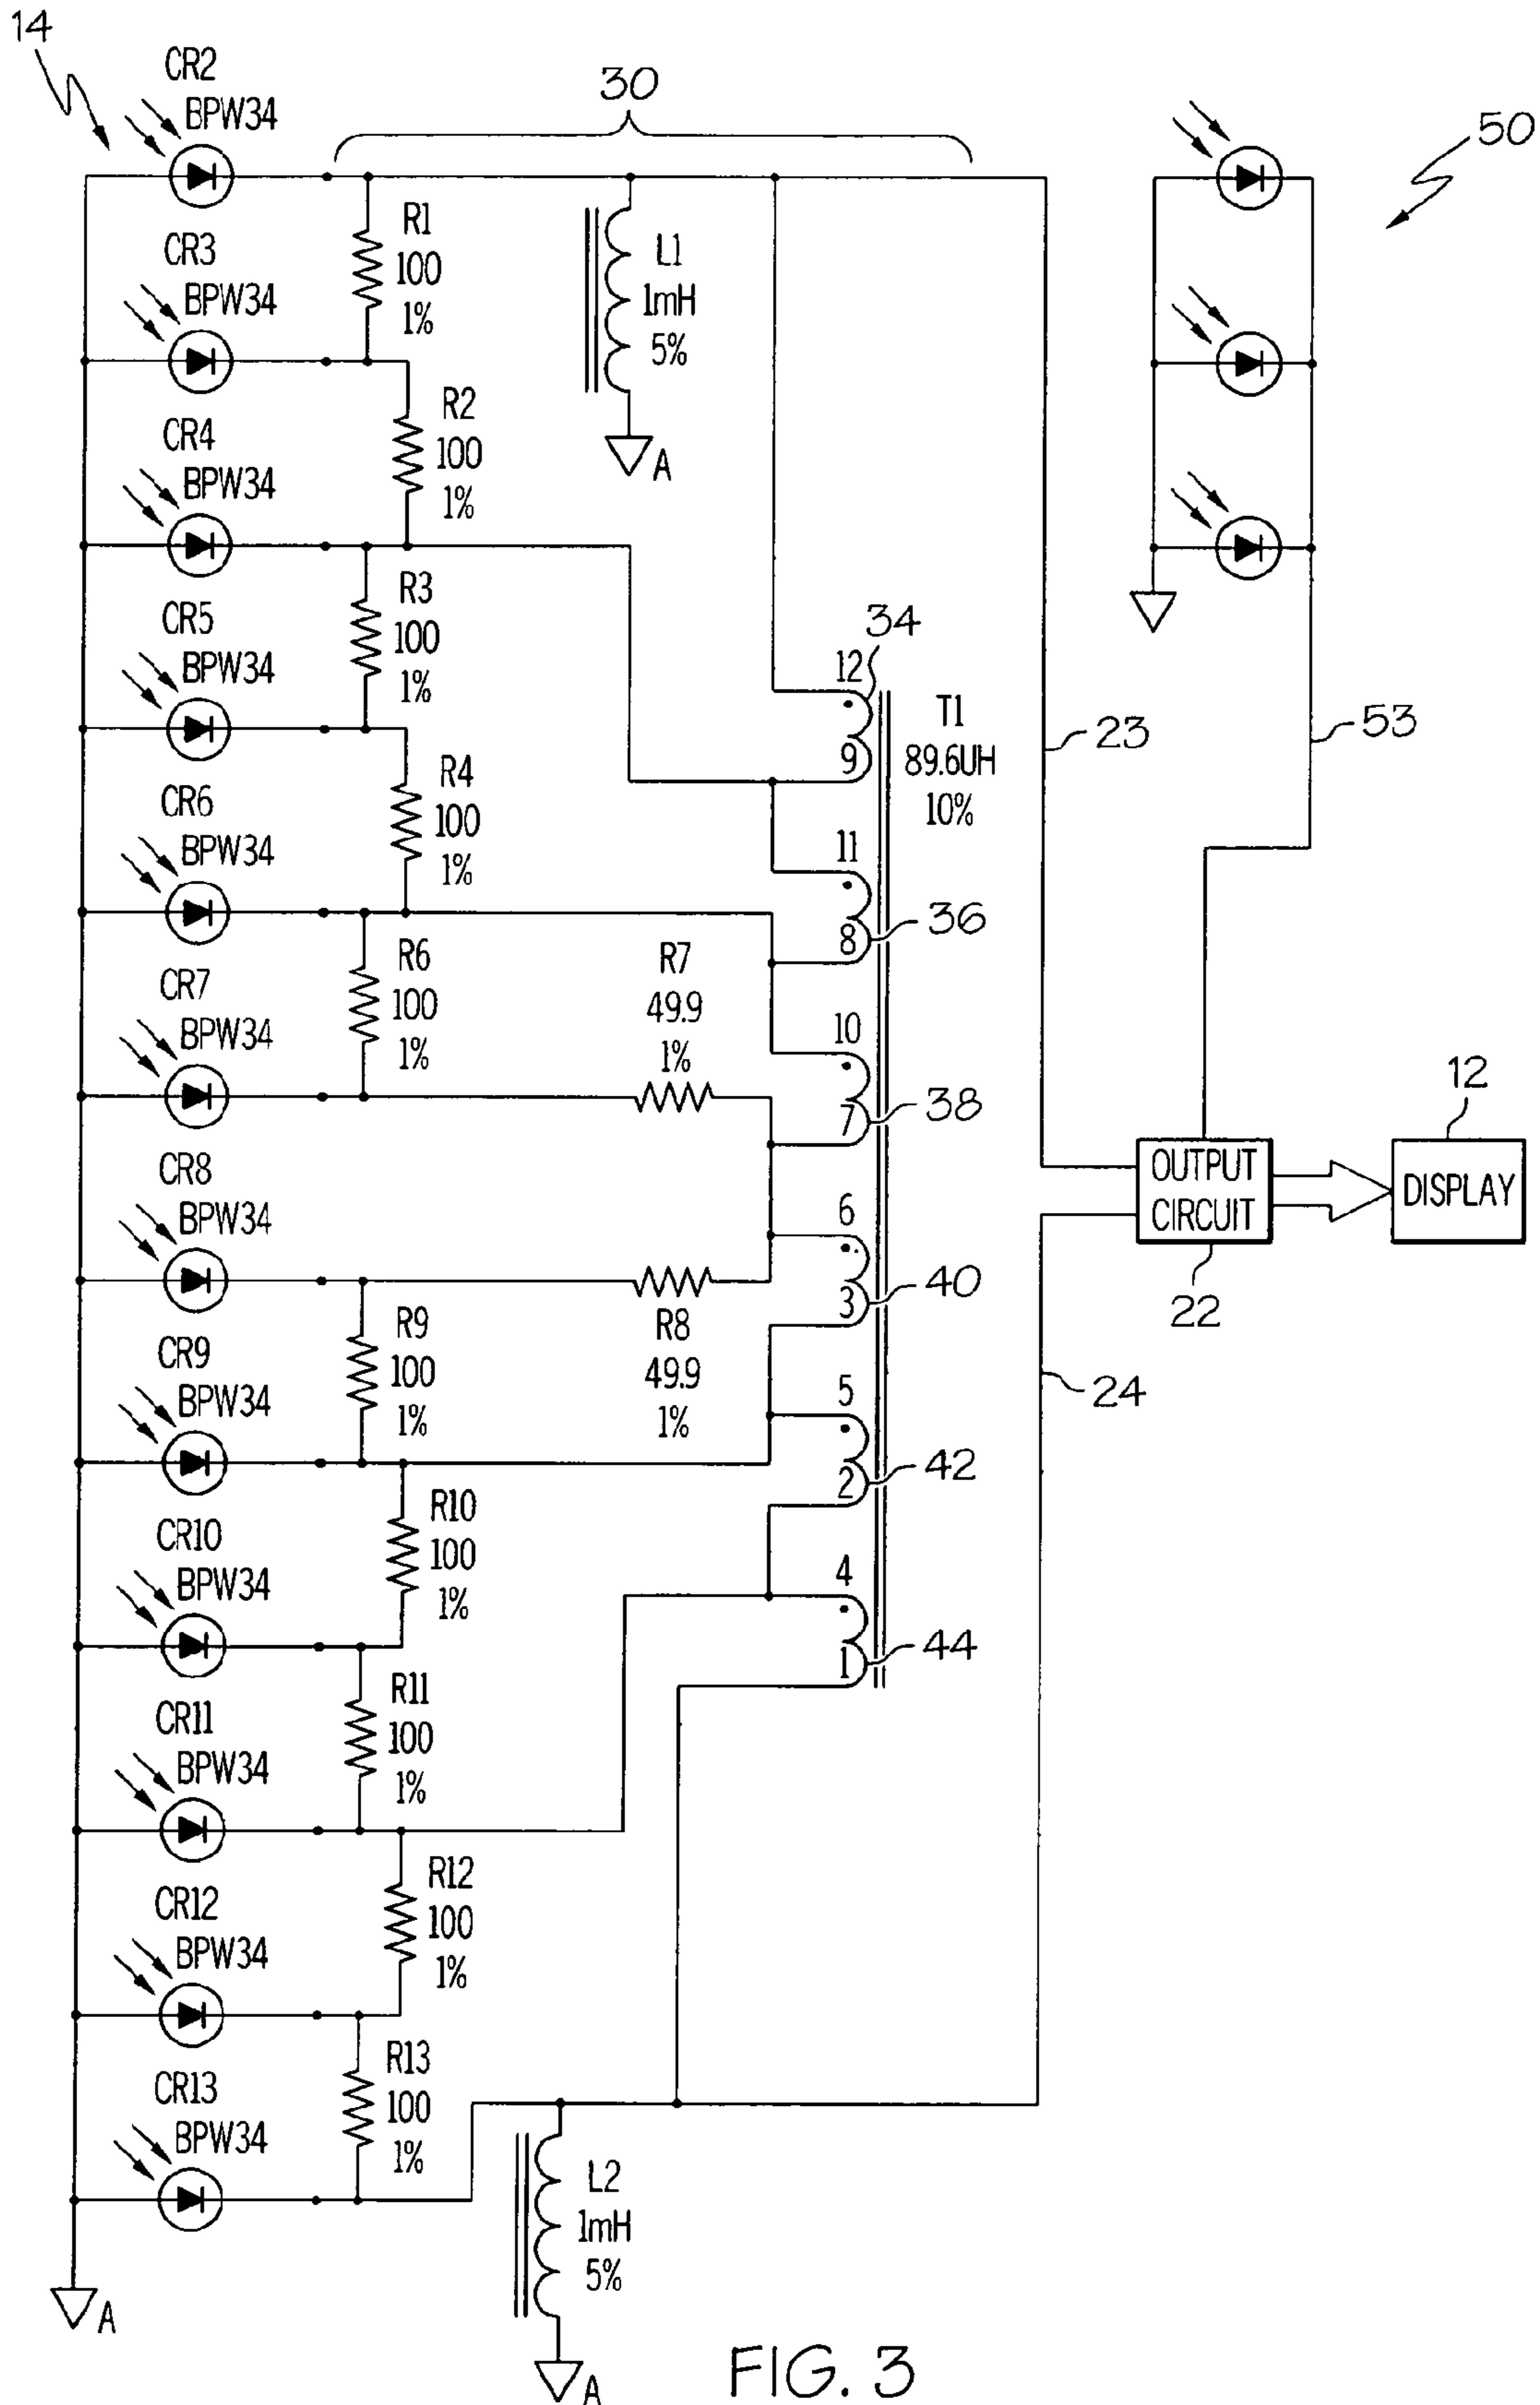 14
CR2
BPW34
30
50
R1
100
1%
L1
1mH
5%
A
CR3
BPW34
R2
100
1%
CR4
BPW34
R3
100
1%
CR5
BPW34
R4
100
1%
34
12
9
T1
89.6UH
10%
23
53
CR6
BPW34
11
8
36
R6
100
1%
R7
49.9
1%
CR7
BPW34
10
7
38
12
OUTPUT
CIRCUIT
DISPLAY
22
CR8
BPW34
6
3
40
R9
100
1%
R8
49.9
1%
CR9
BPW34
5
2
42
24
R10
100
1%
CR10
BPW34
4
1
44
R11
100
1%
CR11
BPW34
R12
100
1%
CR12
BPW34
R13
100
1%
CR13
BPW34
L2
1mH
5%
A
A
FIG. 3